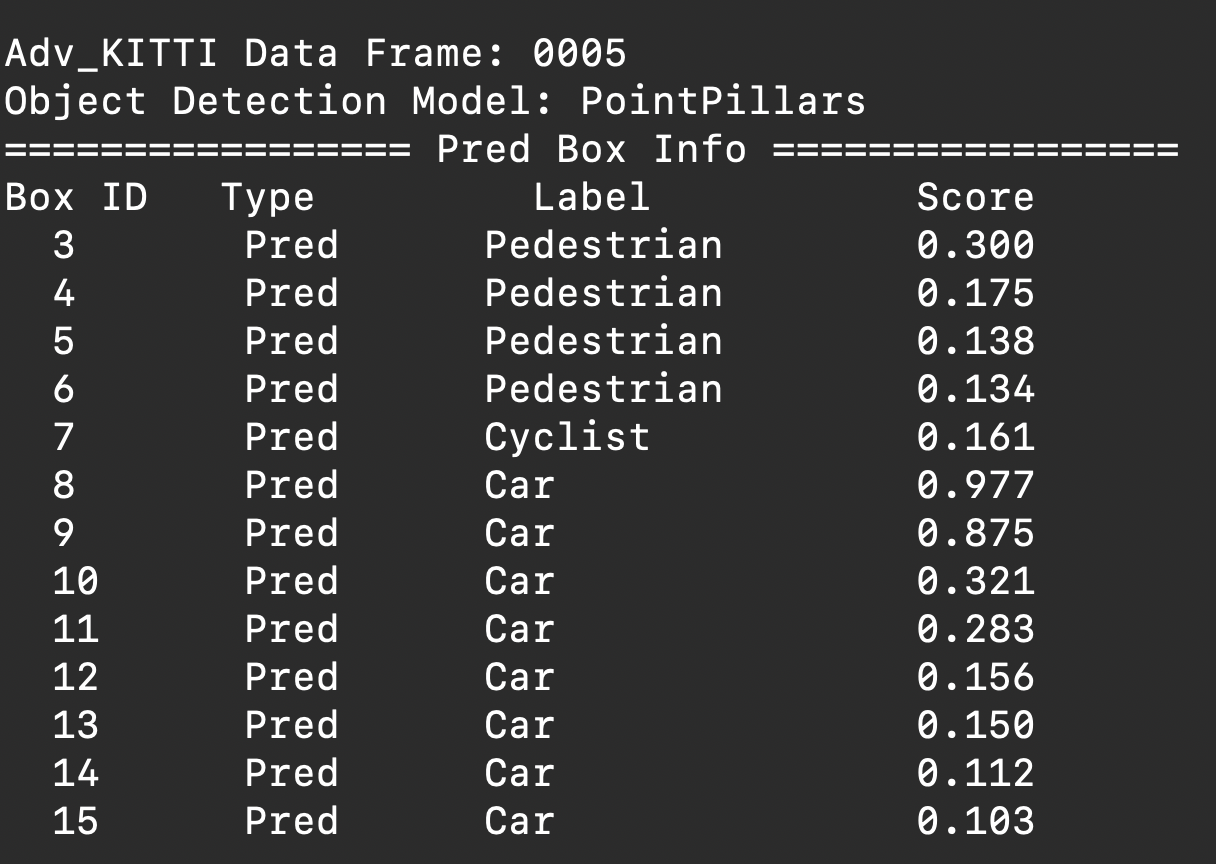 Adv_KITTI Data Frame: 0005
Object Detection Model: PointPillars
================= Pred Box Info =================
Box ID Type Label Score
3 Pred Pedestrian 0.300
4 Pred Pedestrian 0.175
5 Pred Pedestrian 0.138
6 Pred Pedestrian 0.134
7 Pred Cyclist 0.161
8 Pred Car 0.977
9 Pred Car 0.875
10 Pred Car 0.321
11 Pred Car 0.283
12 Pred Car 0.156
13 Pred Car 0.150
14 Pred Car 0.112
15 Pred Car 0.103